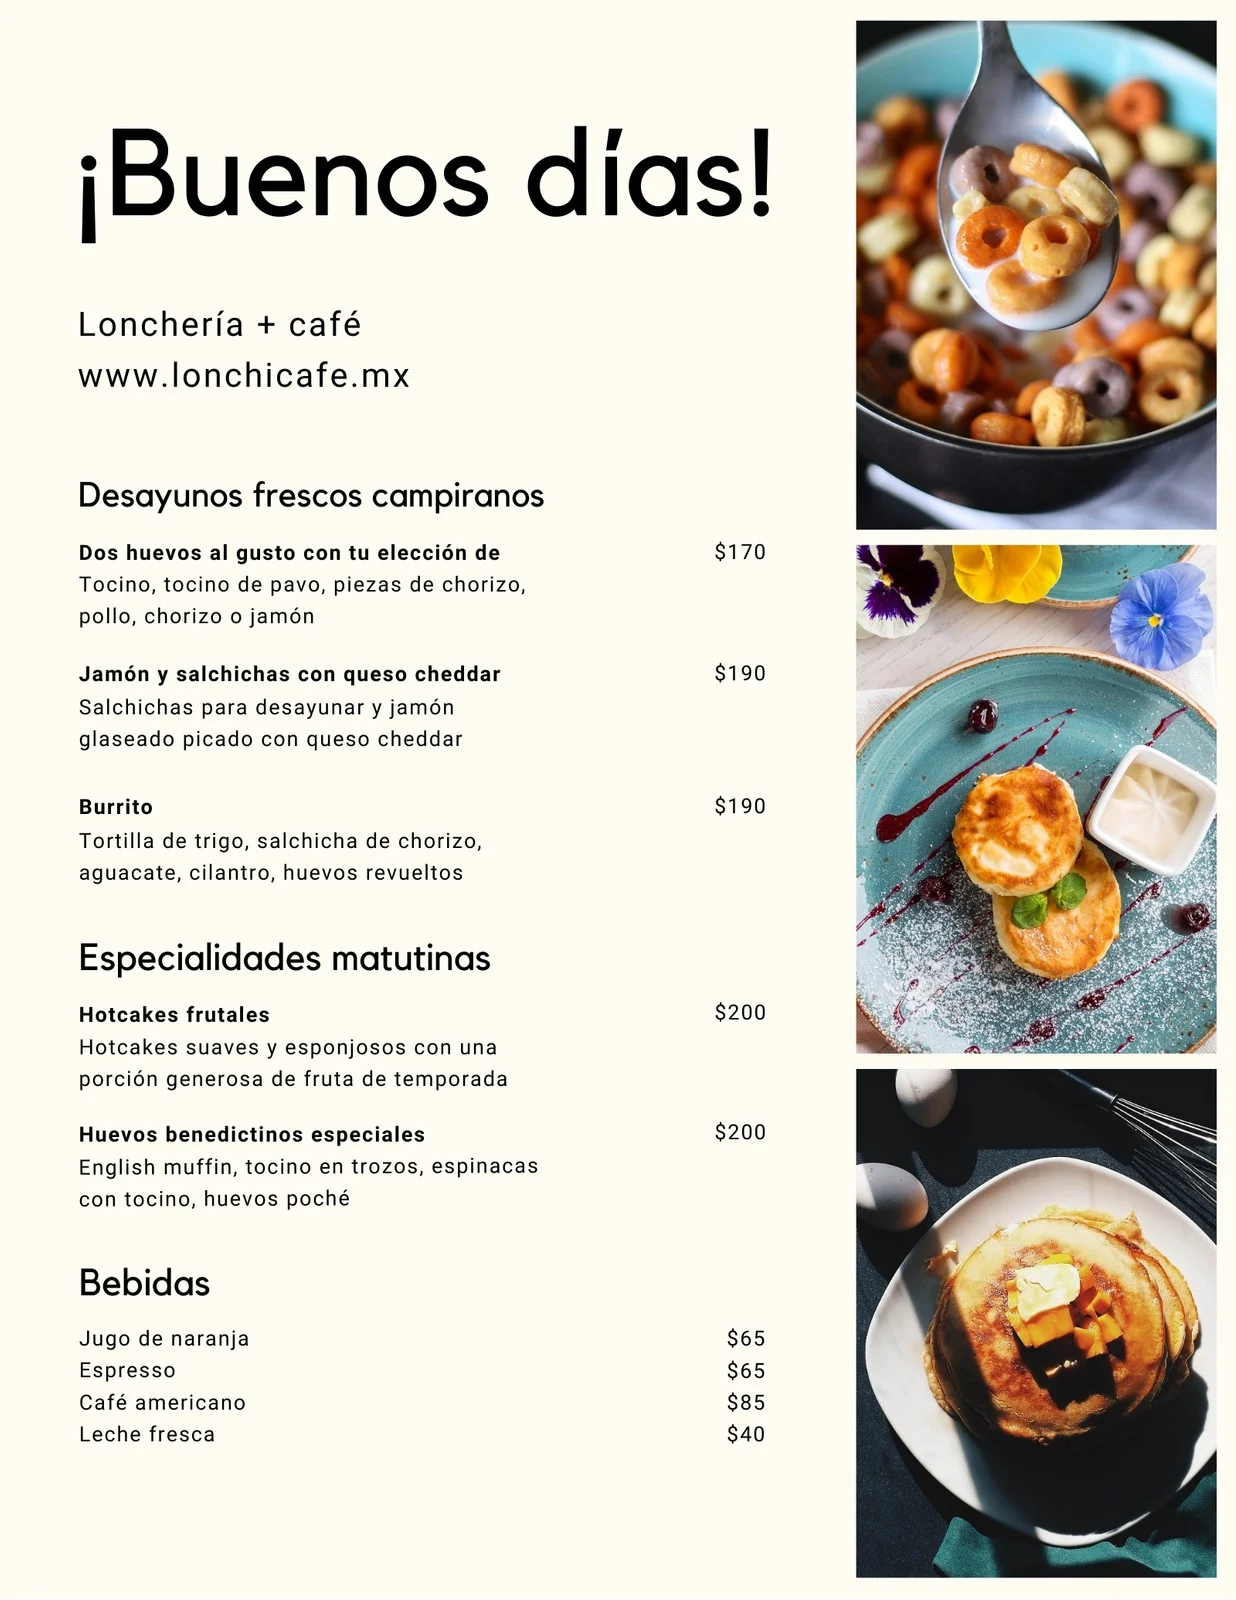 ¡Buenos días!
Lonchería + café
www.lonchicafe.mx
Desayunos frescos campiranos
Dos huevos al gusto con tu elección de $170
Tocino, tocino de pavo, piezas de chorizo,
pollo, chorizo o jamón
Jamón y salchichas con queso cheddar $190
Salchichas para desayunar y jamón
glaseado picado con queso cheddar
Burrito $190
Tortilla de trigo, salchicha de chorizo,
aguacate, cilantro, huevos revueltos
Especialidades matutinas
Hotcakes frutales $200
Hotcakes suaves y esponjosos con una
porción generosa de fruta de temporada
Huevos benedictinos especiales $200
English muffin, tocino en trozos, espinacas
con tocino, huevos poché
Bebidas
Jugo de naranja $65
Espresso $65
Café americano $85
Leche fresca $40